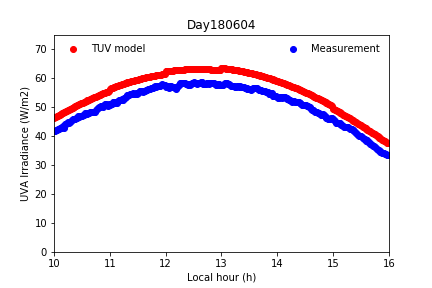 Day180604
TUV model
Measurement
UVA Irradiance (W/m2)
70
60
50
40
30
20
10
0
10 11 12 13 14 15 16
Local hour (h)